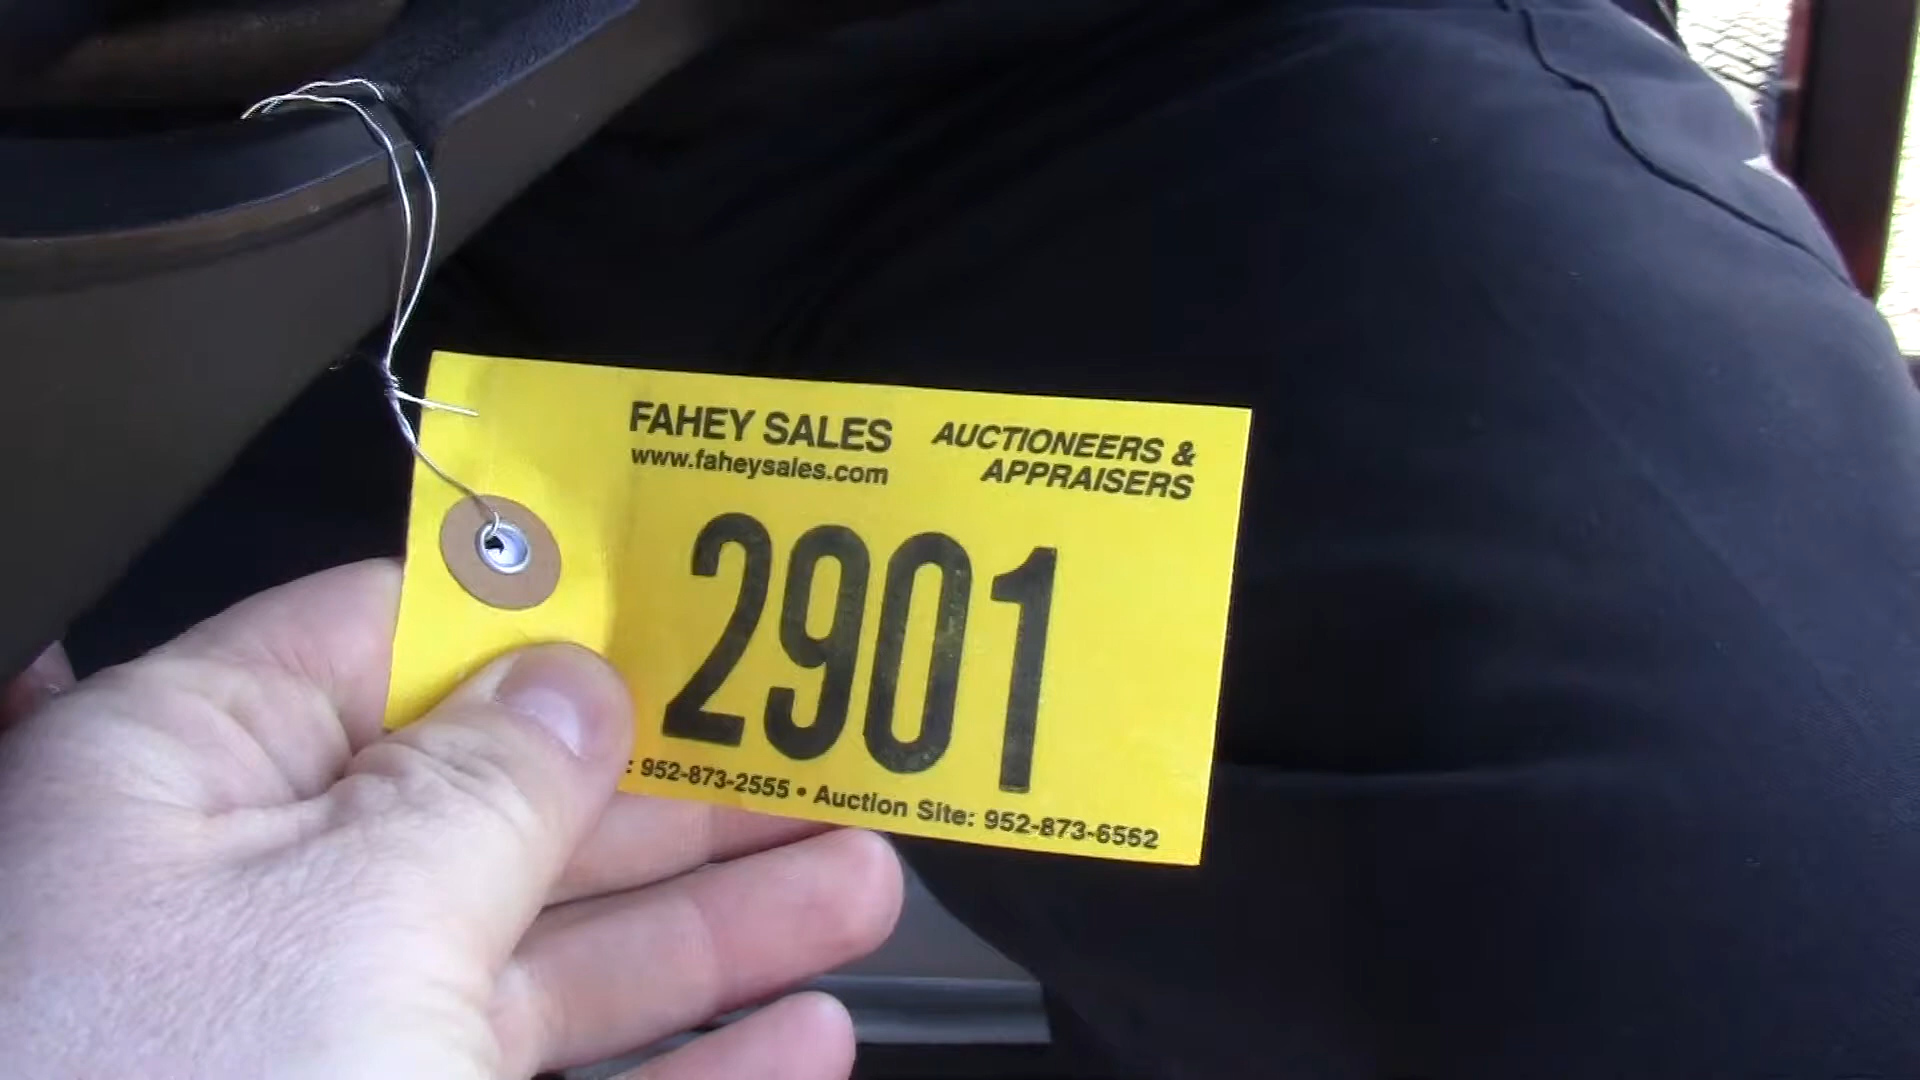 FAHEY SALES
www.faheysales.com
AUCTIONEERS &
APPRAISERS
2901
: 952-873-2555 • Auction Site: 952-873-6552